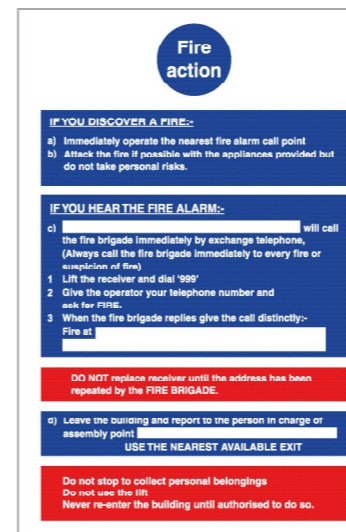 Fire
action
IF YOU DISCOVER A FIRE:-
a) Immediately operate the nearest fire alarm call point
b) Attack the fire if possible with the appliances provided but
do not take personal risks.
IF YOU HEAR THE FIRE ALARM:-
c) will call
the fire brigade immediately by exchange telephone,
(Always call the fire brigade immediately to every fire or
suspicion of fire)
1 Lift the receiver and dial '999'
2 Give the operator your telephone number and
ask for FIRE.
3 When the fire brigade replies give the call distinctly:-
Fire at
DO NOT replace receiver until the address has been
repeated by the FIRE BRIGADE.
d) Leave the building and report to the person in charge of
assembly point
USE THE NEAREST AVAILABLE EXIT
Do not stop to collect personal belongings
Do not use the lift
Never re-enter the building until authorised to do so.